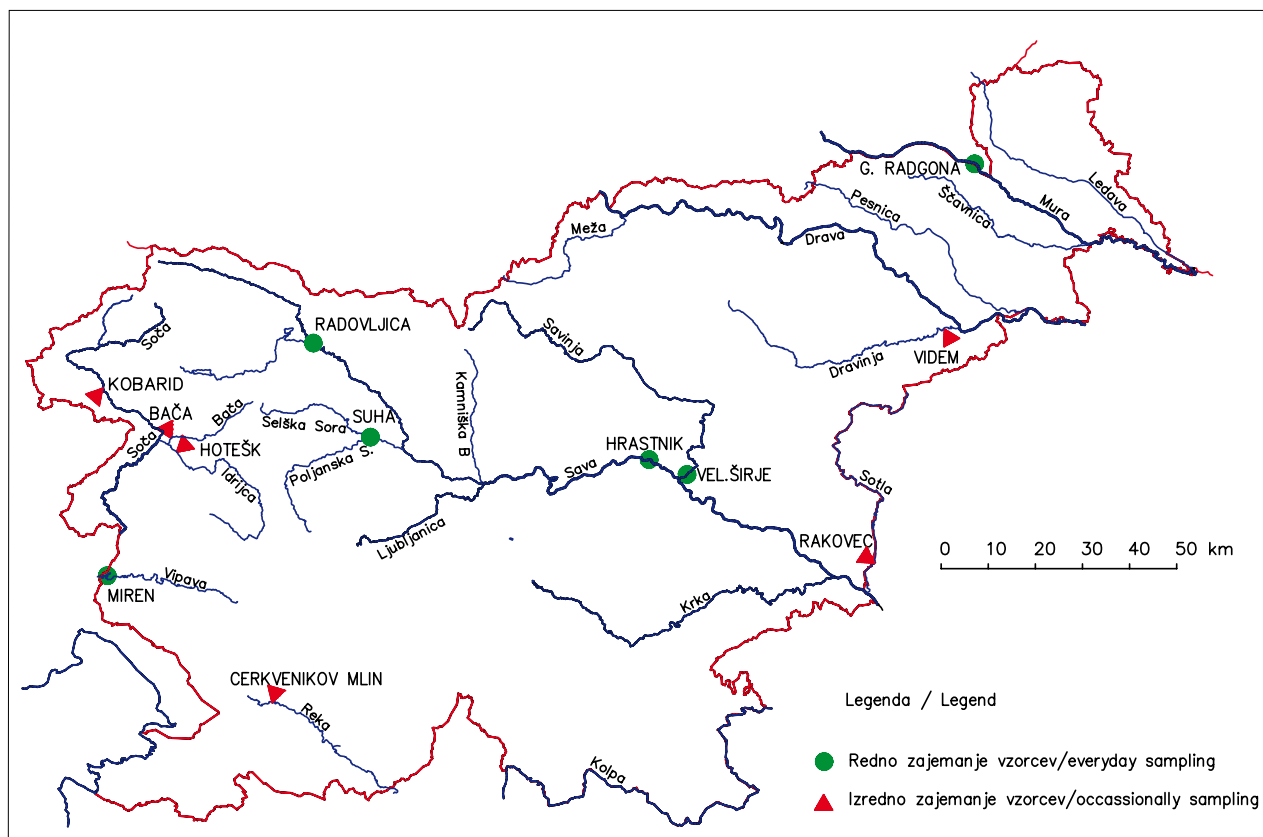 G. RADGONA
Ledava
Ščavnica
Pesnica
Mura
Meža
Drava
RADOVLJICA
Soča
Savinja
VIDEM
Dravinja
KOBARID
Kamniška B
BAČA
Bača
SUHA
Selška Sora
Soča
HOTEŠK
HRASTNIK
Poljanska S.
Idrijca
Sava
VEL.ŠIRJE
Sotla
Ljubljanica
RAKOVEC
0 10 20 30 40 50 km
Vipava
MIREN
Krka
CERKVENIKOV MLIN
Reka
Legenda / Legend
Kolpa
Redno zajemanje vzorcev/everyday sampling
Izredno zajemanje vzorcev/occassionally sampling